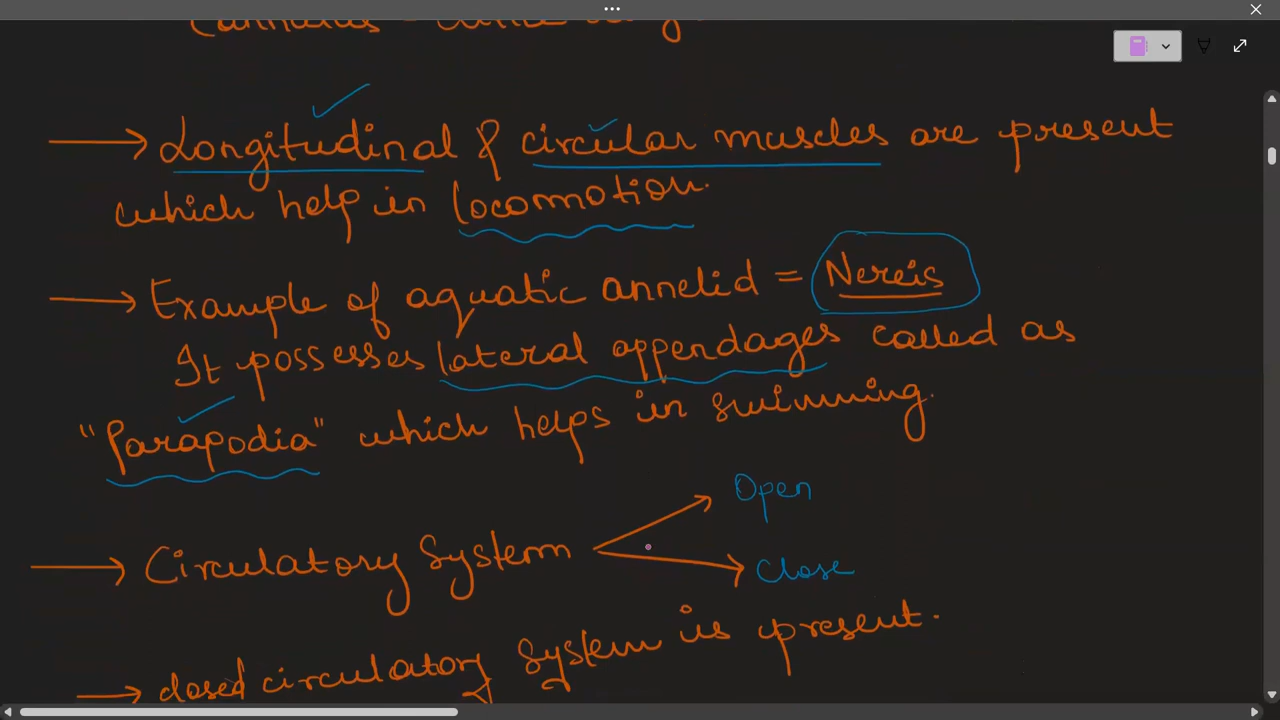 → Longitudinal & circular muscles are present
which help in locomotion.
→ Example of aquatic annelid = Nereis
It possesses lateral appendages called as
"Parapodia" which helps in swimming.
Open
→ Circulatory System
Close
→ closed circulatory system is present.